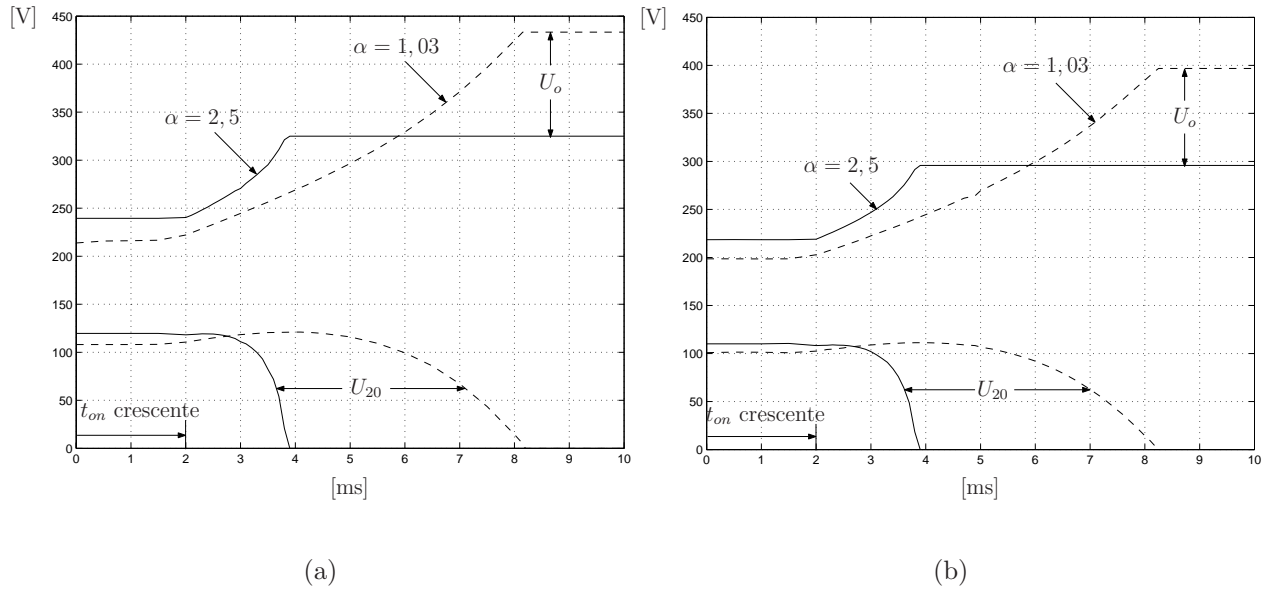 [V]
450
400
350
300
250
200
150
100
50
0
α = 1, 03
α = 2, 5
U_o
U_20
t_on crescente
0 1 2 3 4 5 6 7 8 9 10
[ms]
(a)
[V]
450
400
350
300
250
200
150
100
50
0
α = 1, 03
α = 2, 5
U_o
U_20
t_on crescente
0 1 2 3 4 5 6 7 8 9 10
[ms]
(b)